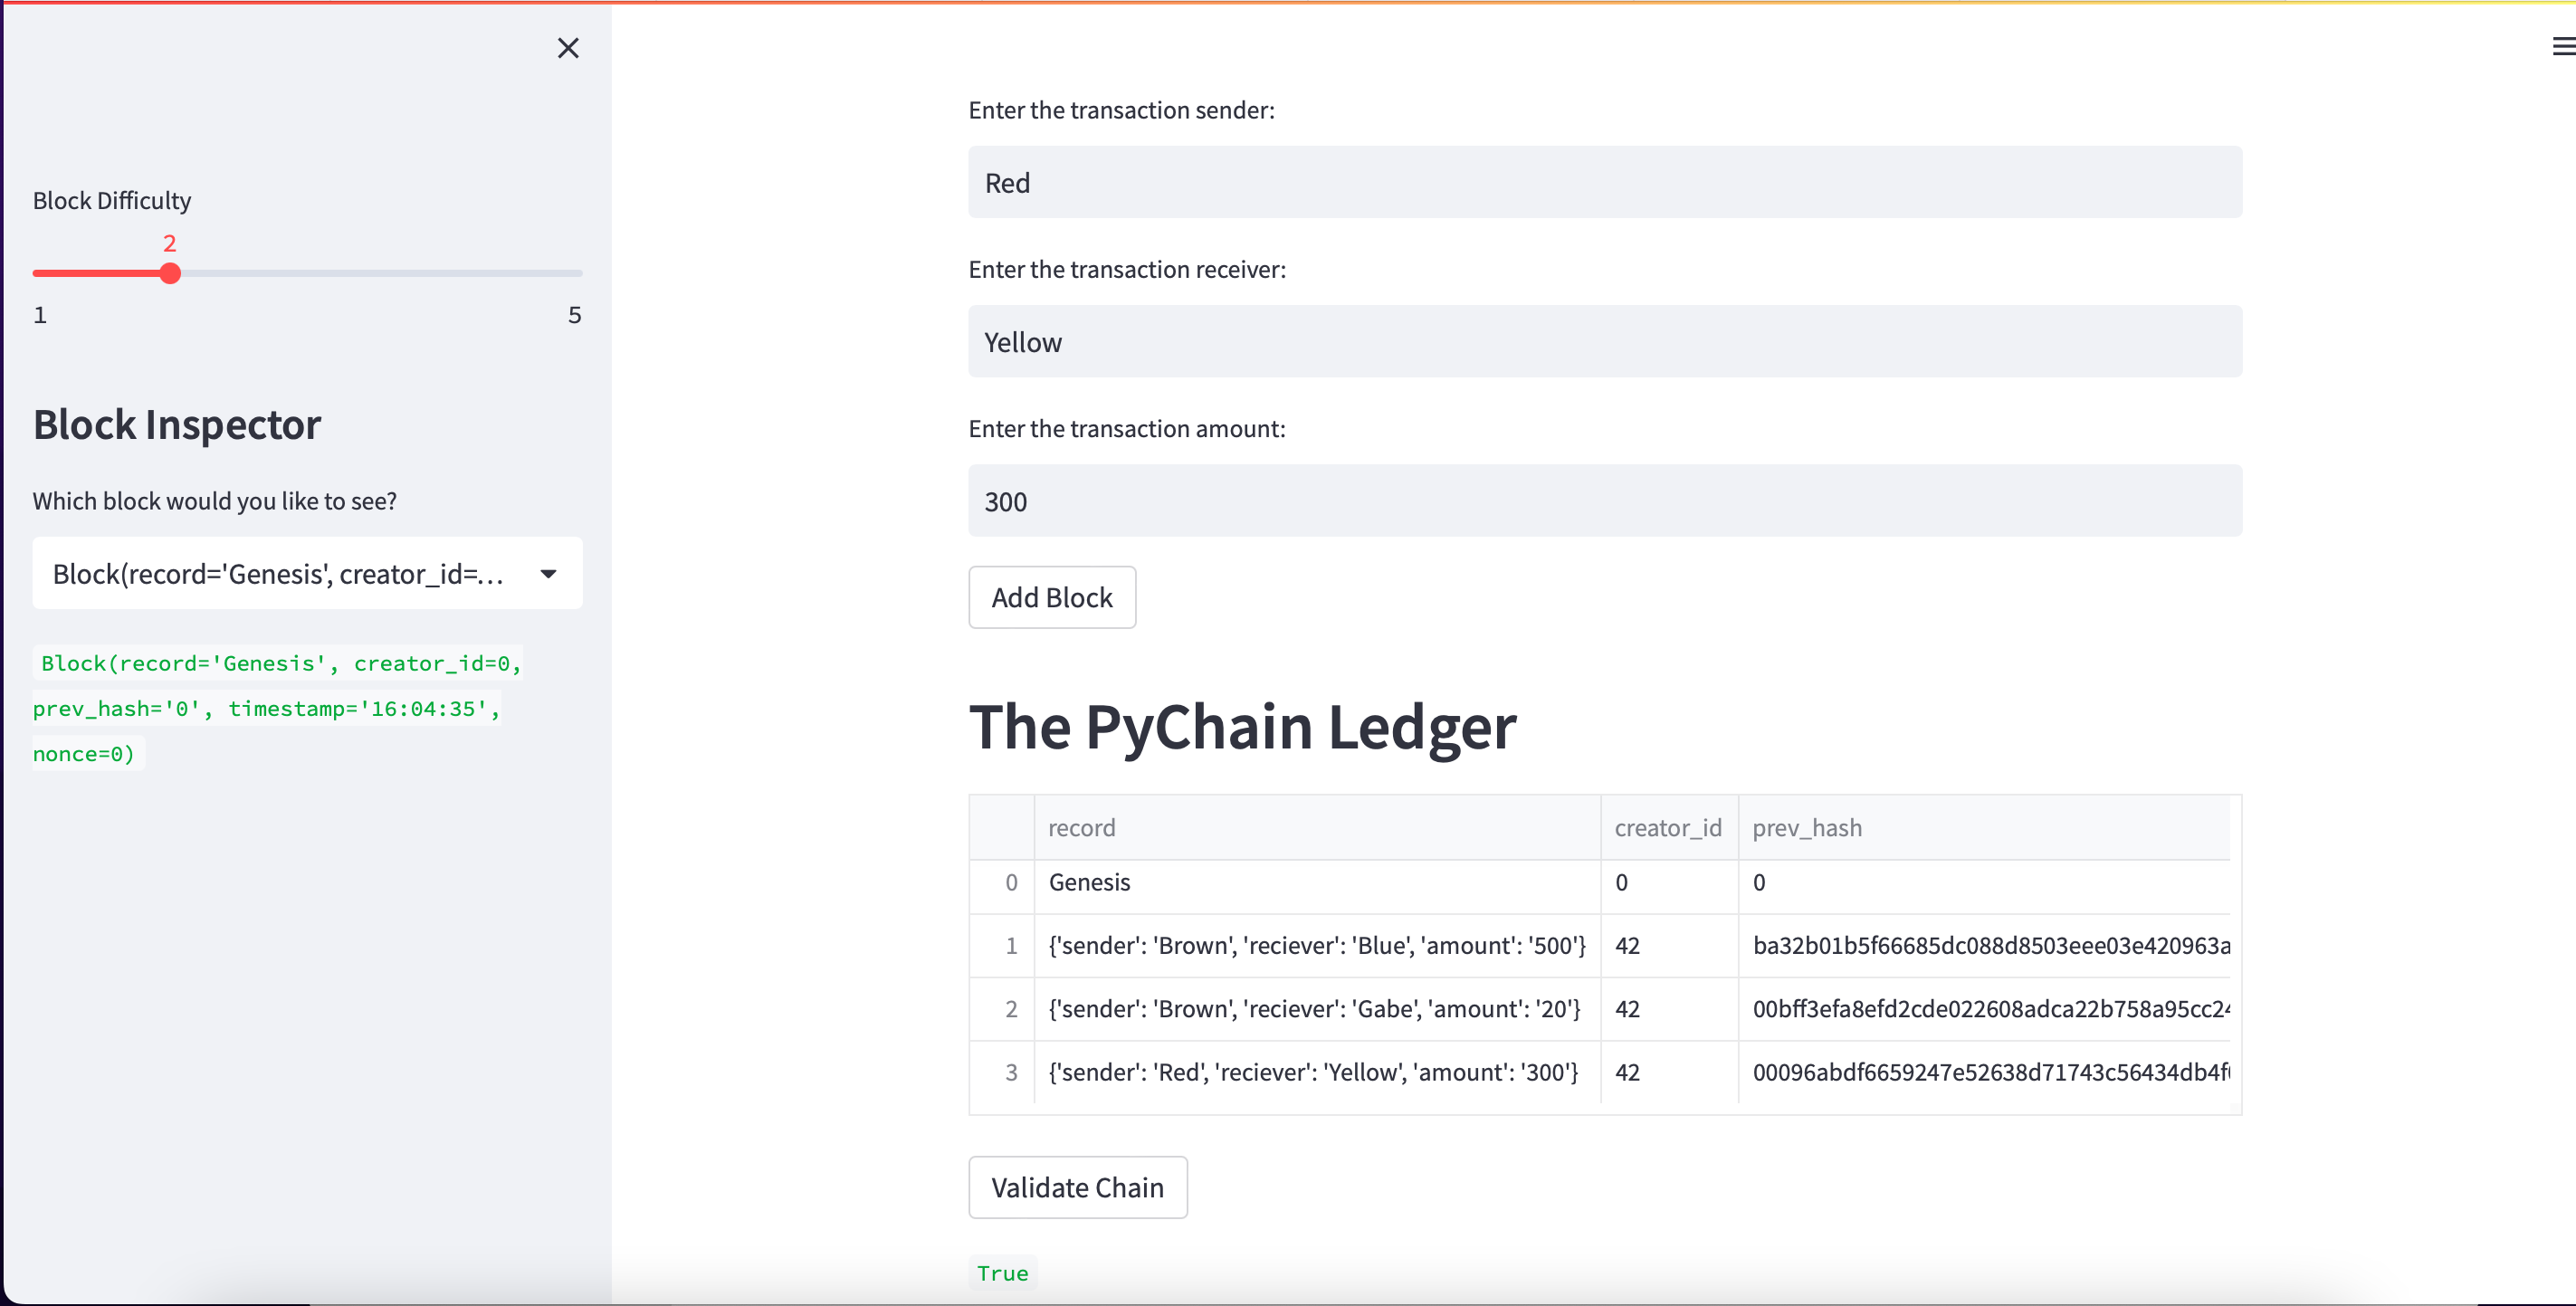 Block Difficulty
2
1 5
Block Inspector
Which block would you like to see?
Block(record='Genesis', creator_id=...
Block(record='Genesis', creator_id=0,
prev_hash='0', timestamp='16:04:35',
nonce=0)
Enter the transaction sender:
Red
Enter the transaction receiver:
Yellow
Enter the transaction amount:
300
Add Block
The PyChain Ledger
record creator_id prev_hash
0 Genesis 0 0
1 {'sender': 'Brown', 'reciever': 'Blue', 'amount': '500'} 42 ba32b01b5f66685dc088d8503eee03e420963a
2 {'sender': 'Brown', 'reciever': 'Gabe', 'amount': '20'} 42 00bff3efa8efd2cde022608adca22b758a95cc24
3 {'sender': 'Red', 'reciever': 'Yellow', 'amount': '300'} 42 00096abdf6659247e52638d71743c56434db4f
Validate Chain
True